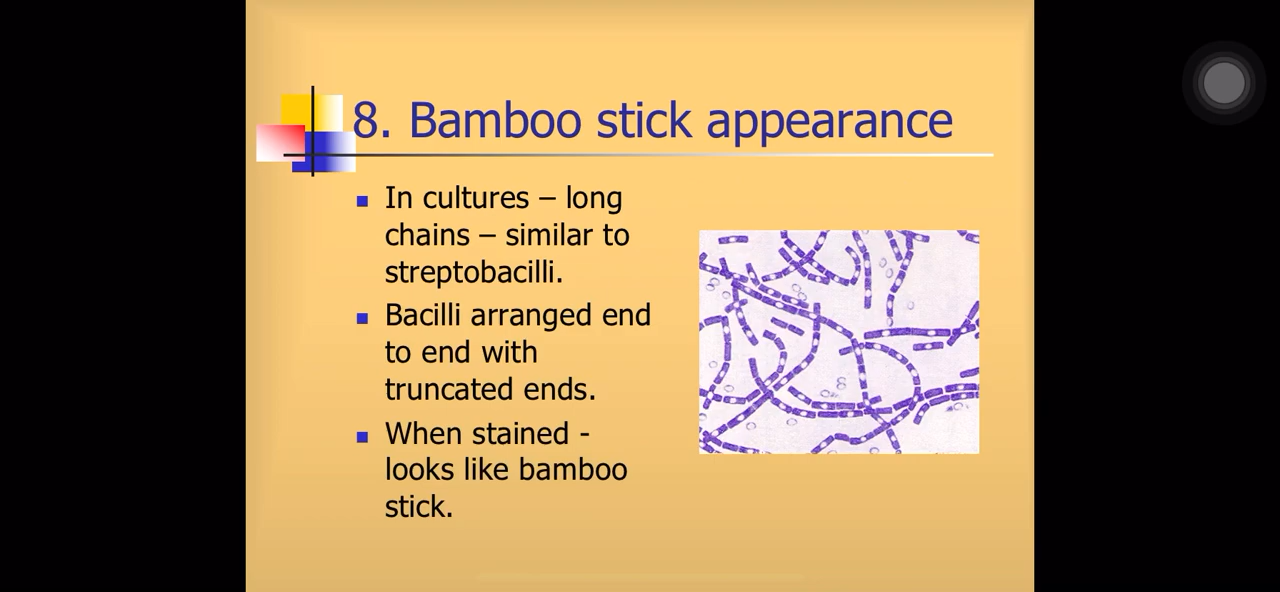 8. Bamboo stick appearance
In cultures – long
chains – similar to
streptobacilli.
Bacilli arranged end
to end with
truncated ends.
When stained -
looks like bamboo
stick.